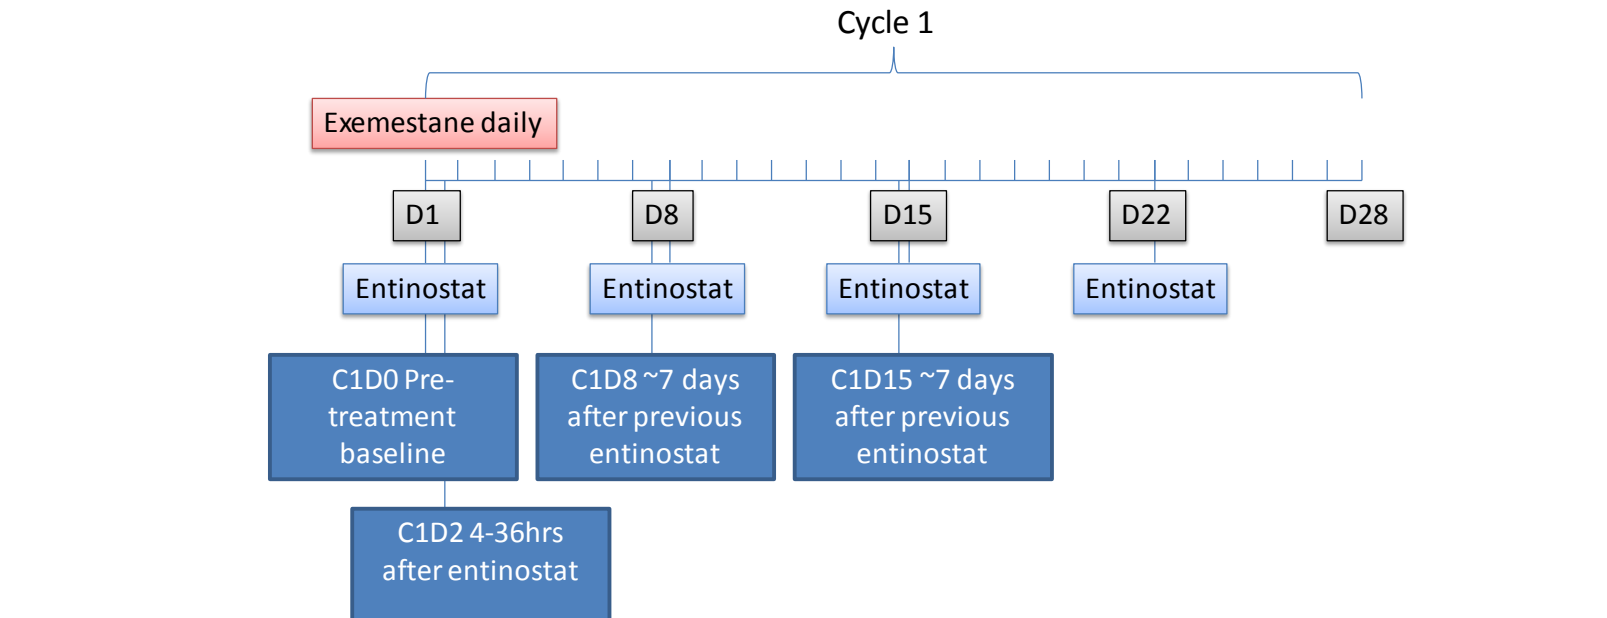 Cycle 1
Exemestane daily
D1
D8
D15
D22
D28
Entinostat
Entinostat
Entinostat
Entinostat
C1D0 Pre-
treatment
baseline
C1D8 ~7 days
after previous
entinostat
C1D15 ~7 days
after previous
entinostat
C1D2 4-36hrs
after entinostat